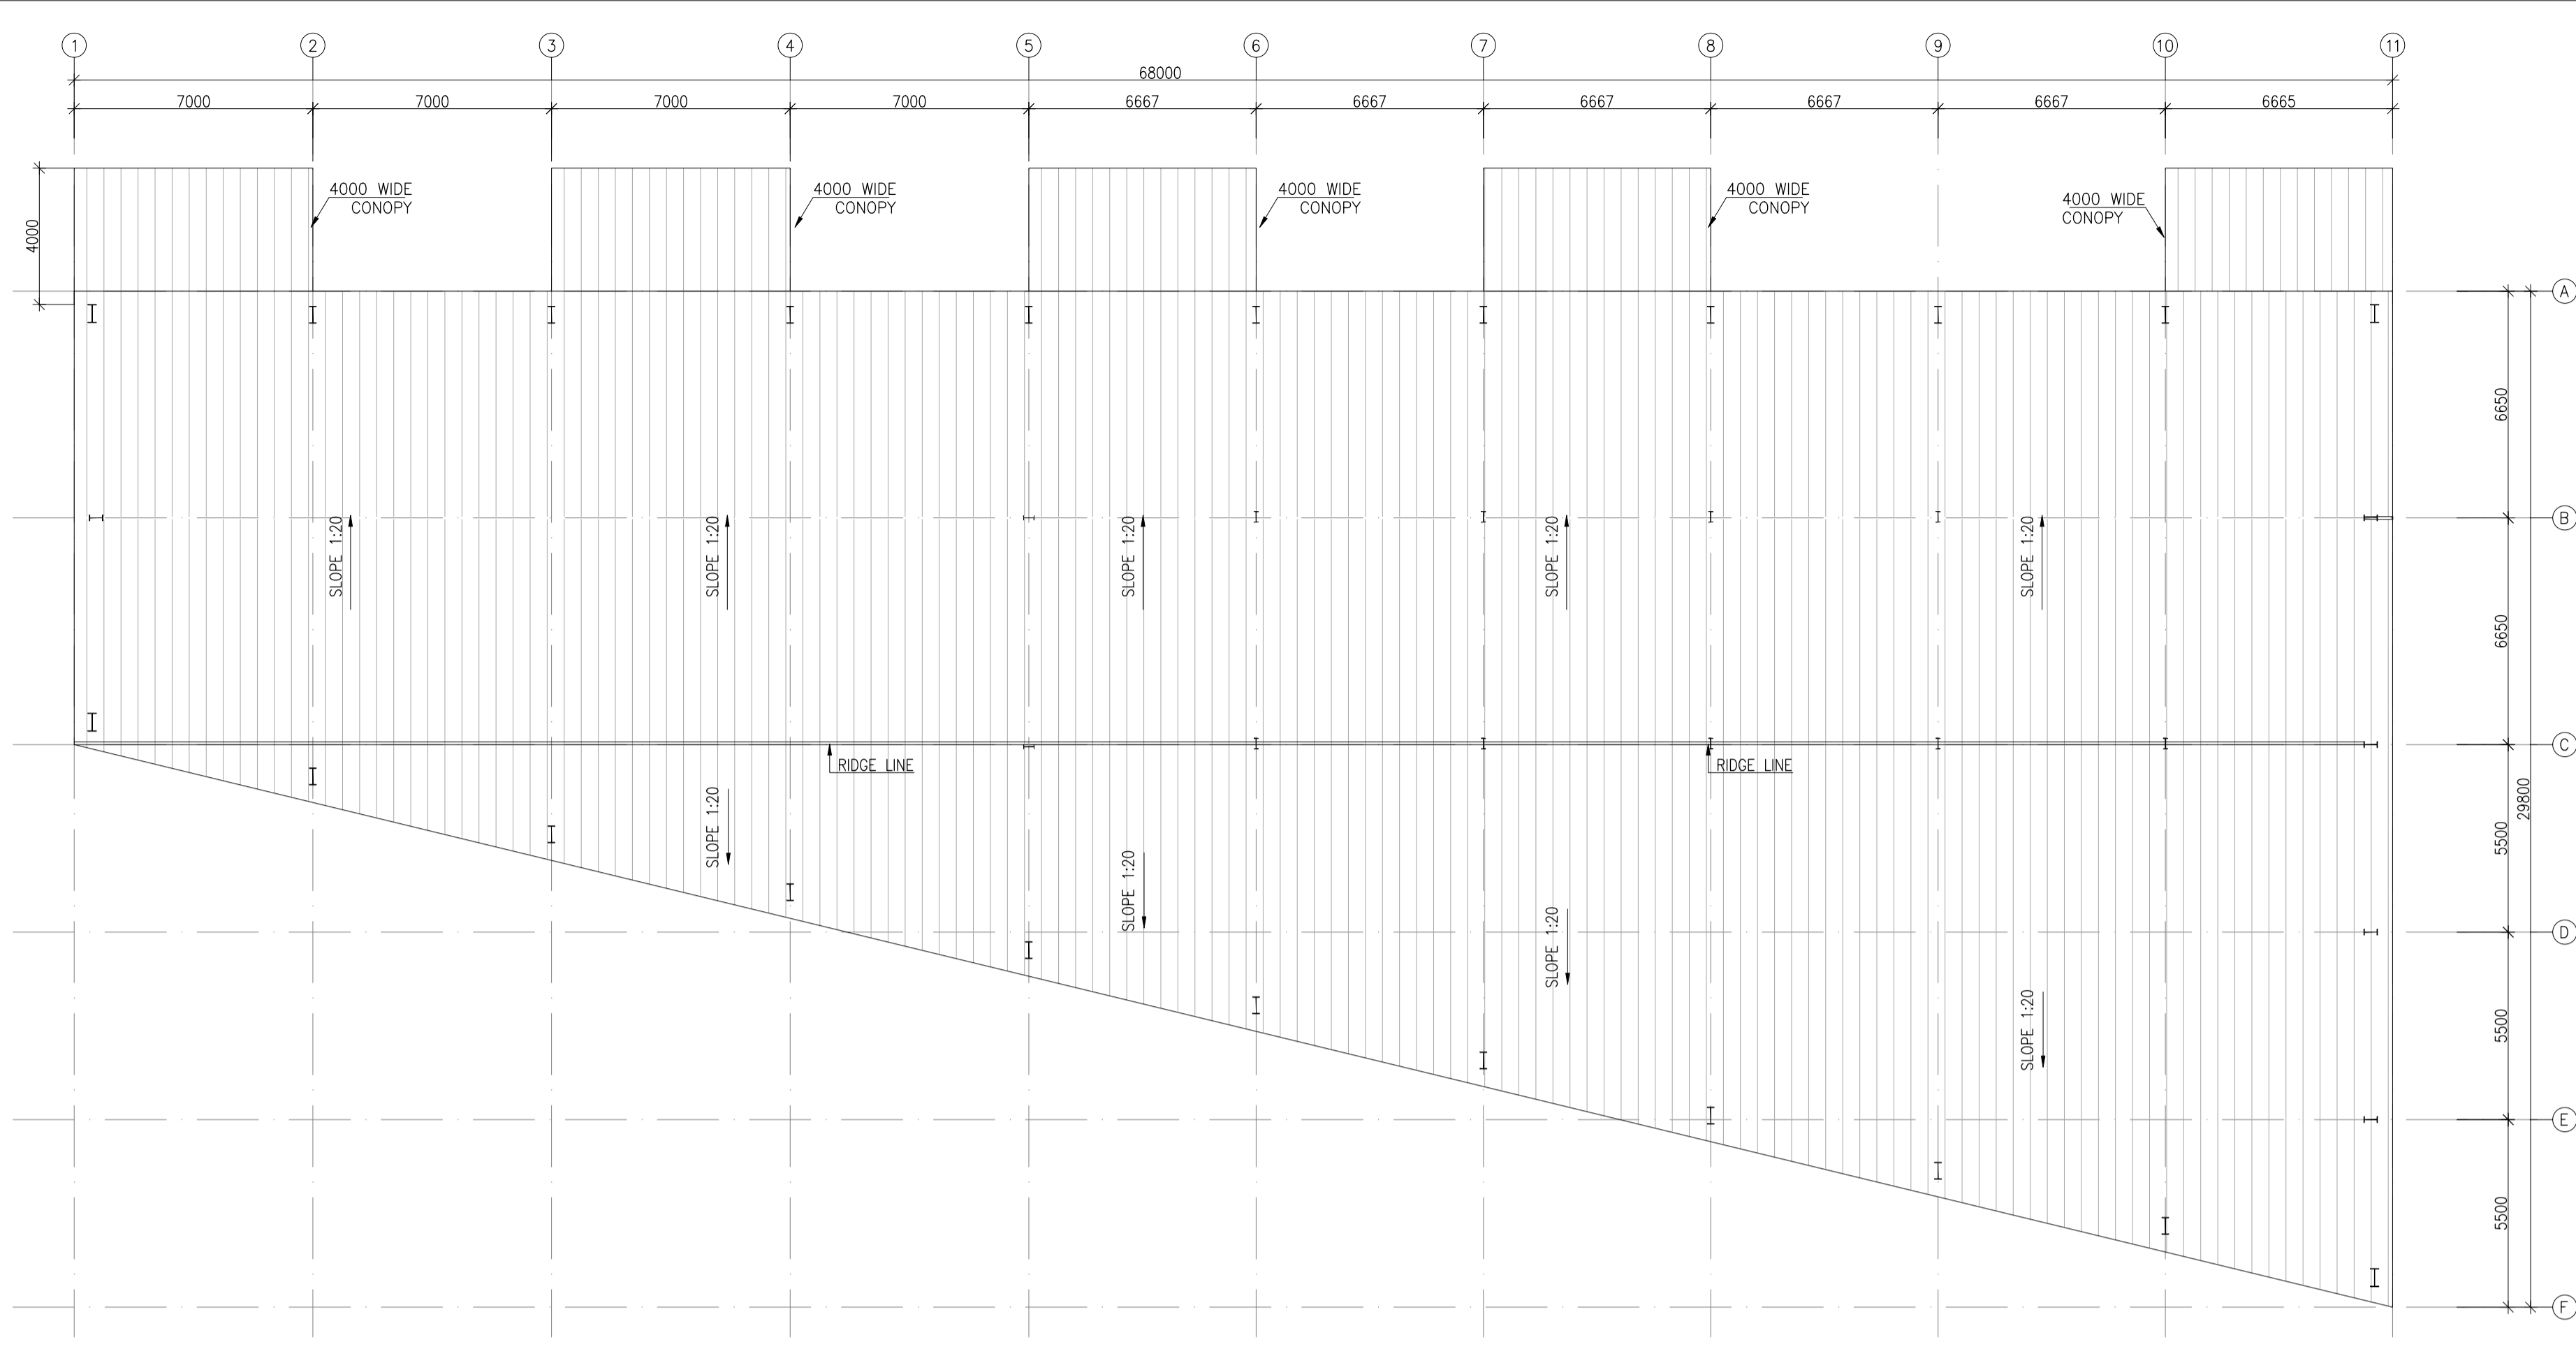 1 2 3 4 5 6 7 8 9 10 11
68000
7000 7000 7000 7000 6667 6667 6667 6667 6667 6665
4000 WIDE
CONOPY
4000 WIDE
CONOPY
4000 WIDE
CONOPY
4000 WIDE
CONOPY
4000 WIDE
CONOPY
4000
A
6650
B
SLOPE 1:20
SLOPE 1:20
SLOPE 1:20
SLOPE 1:20
SLOPE 1:20
6650
C
RIDGE LINE
RIDGE LINE
29800
5500
SLOPE 1:20
SLOPE 1:20
SLOPE 1:20
SLOPE 1:20
D
5500
E
5500
F